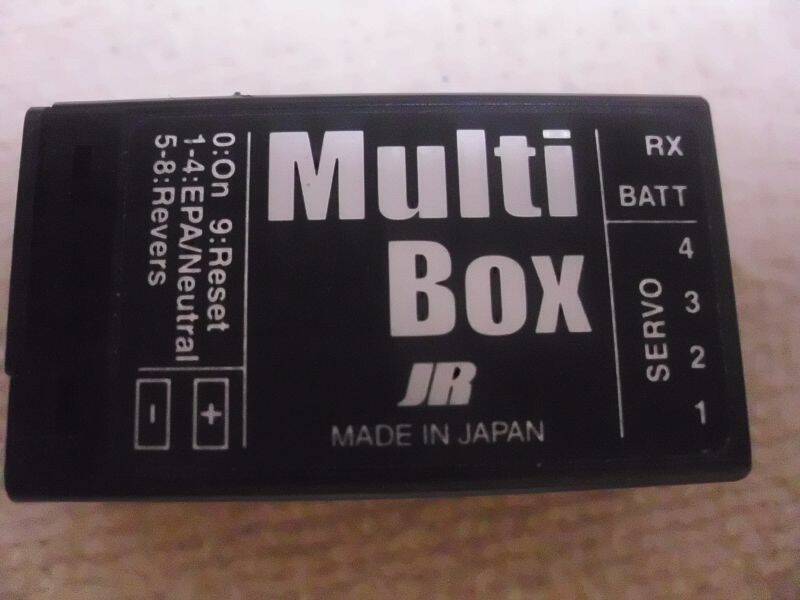 Multi
Box
JR
MADE IN JAPAN
0:On 9:Reset
1-4:EPA/Neutral
5-8:Revers
+
-
RX
BATT
SERVO
4
3
2
1